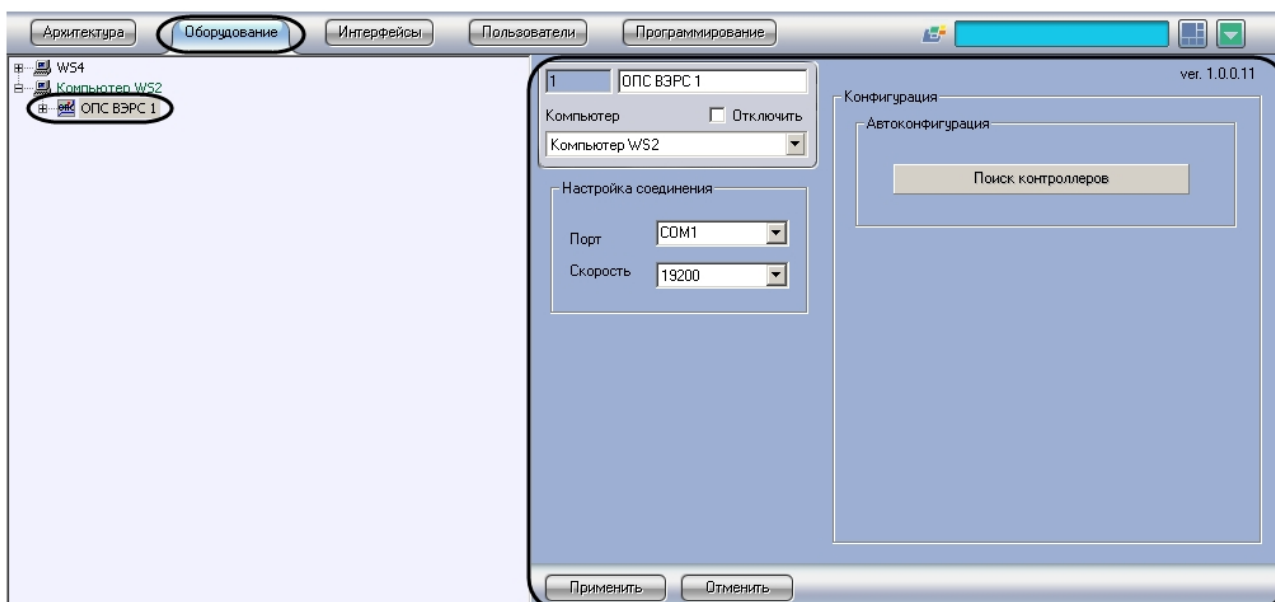 Архитектура Оборудование Интерфейсы Пользователи Программирование
WS4
Компьютер WS2
ОПС ВЭРС 1
1 ОПС ВЭРС 1
Компьютер Отключить
Компьютер WS2
Настройка соединения
Порт COM1
Скорость 19200
ver. 1.0.0.11
Конфигурация
Автоконфигурация
Поиск контроллеров
Применить Отменить